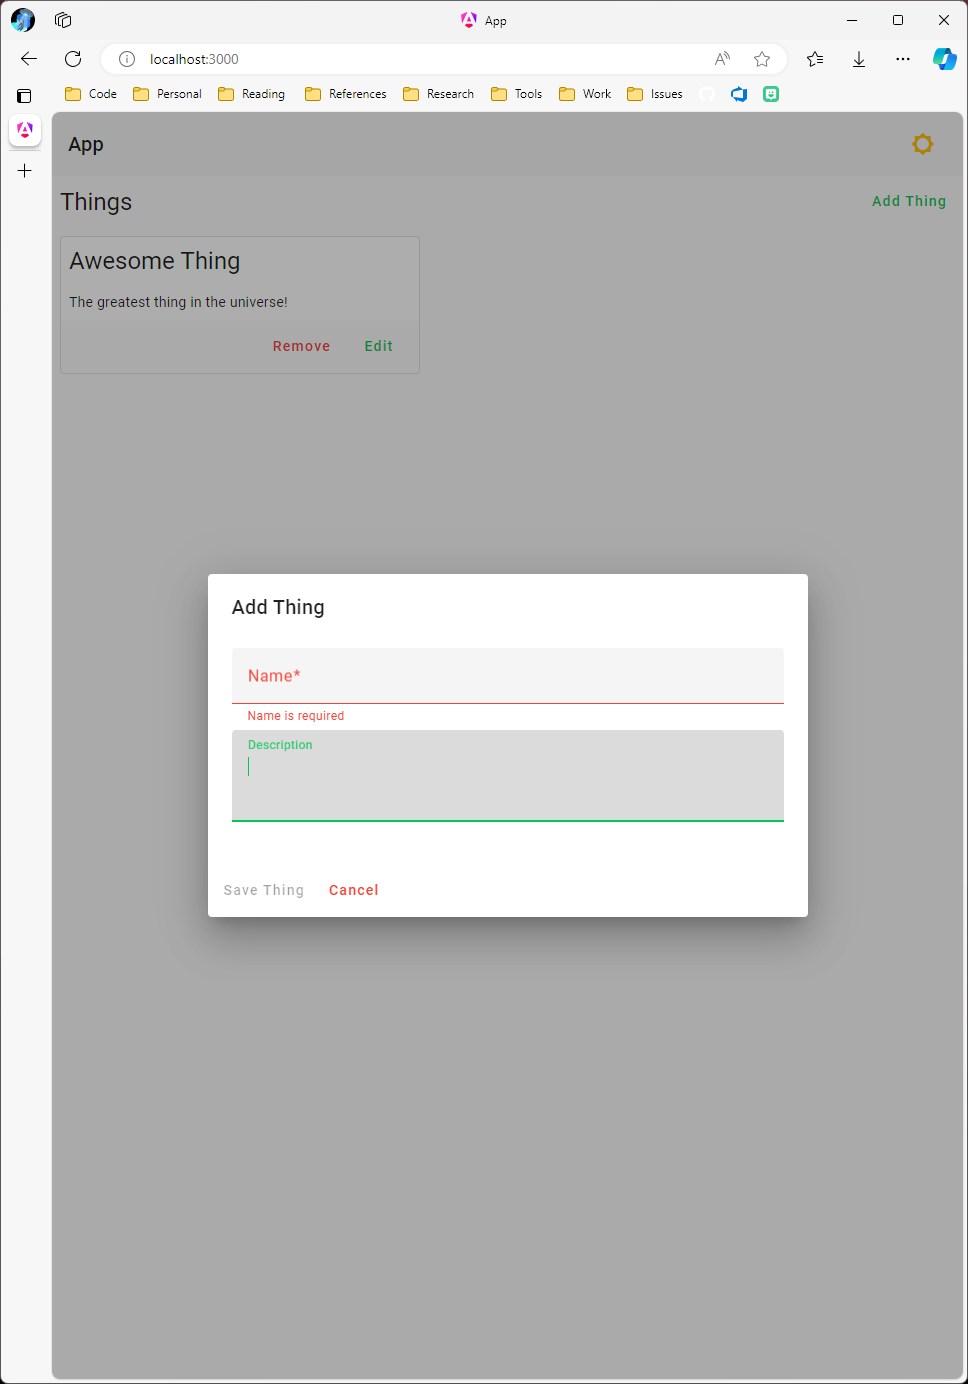 App
localhost:3000
Code Personal Reading References Research Tools Work Issues
App
Things Add Thing
Awesome Thing
The greatest thing in the universe!
Remove Edit
Add Thing
Name*
Name is required
Description
Save Thing Cancel